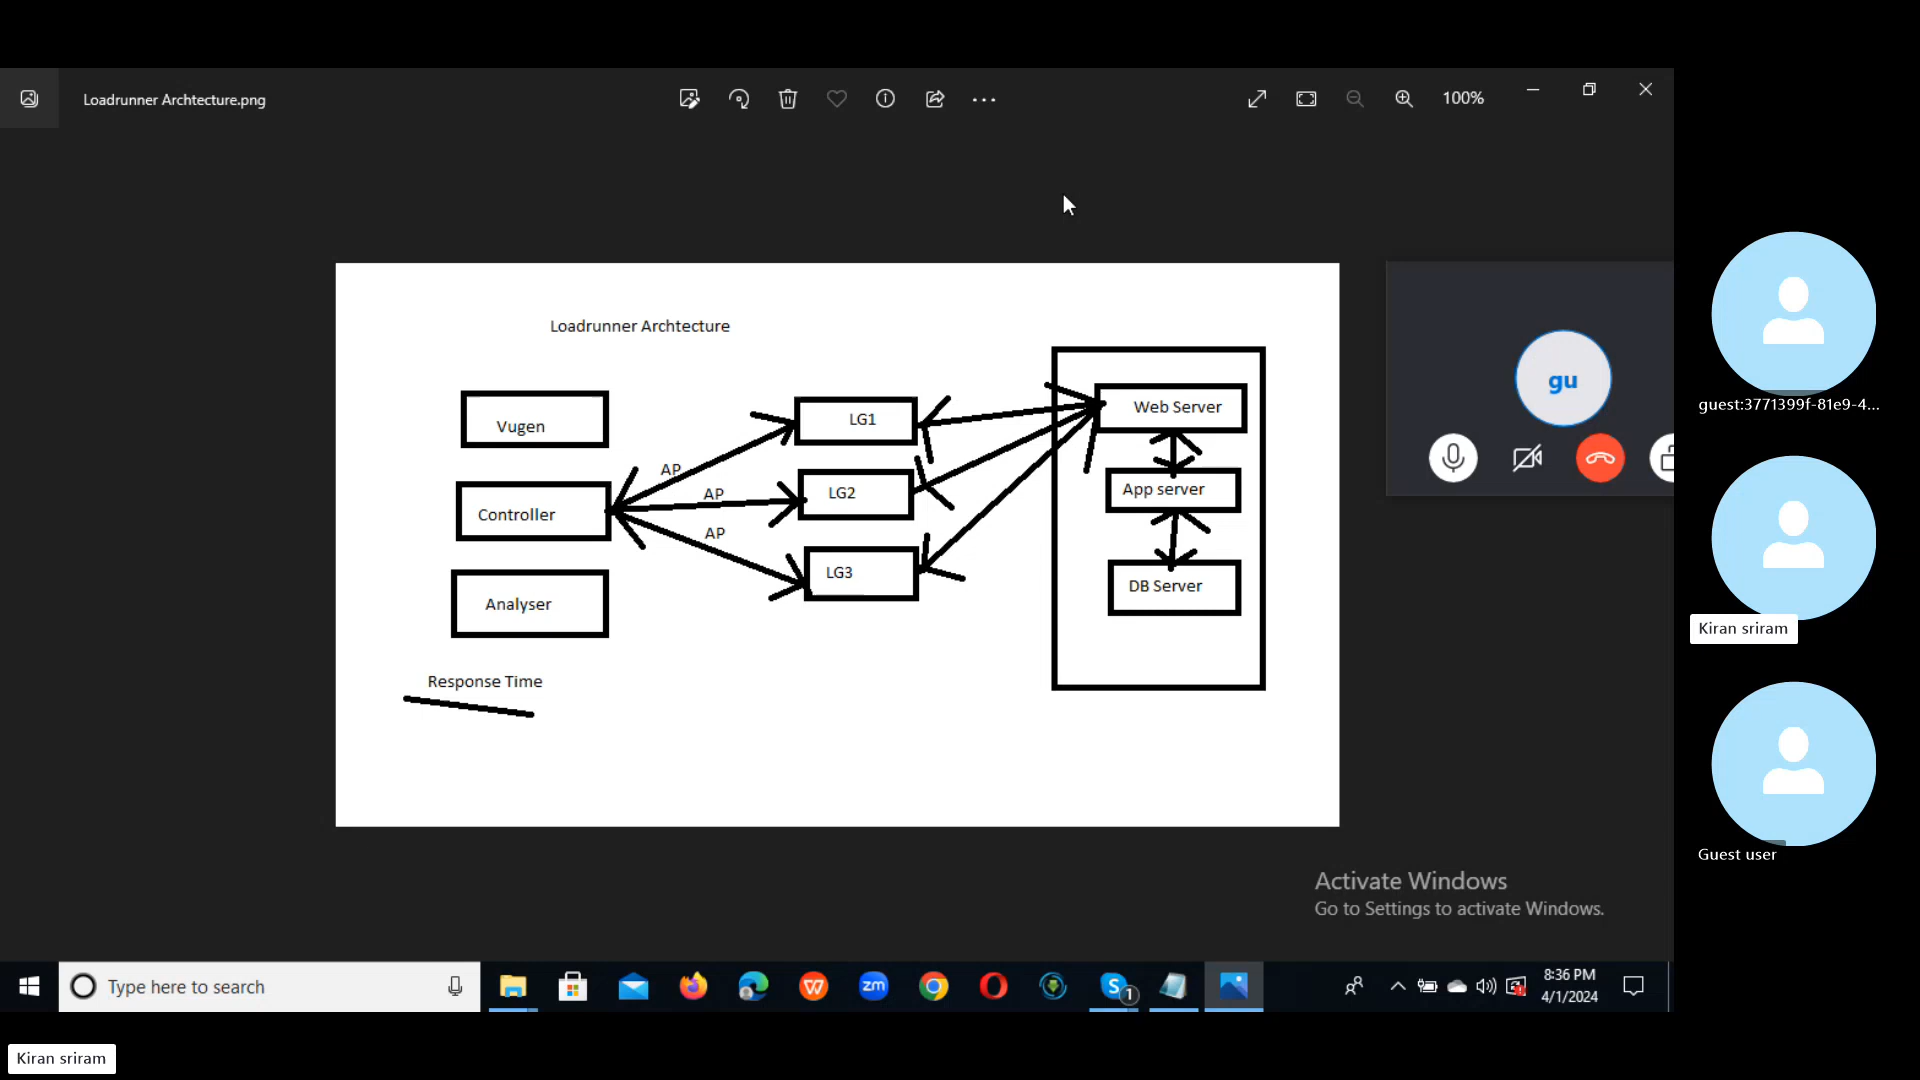 Loadrunner Archtecture.png
100%
Loadrunner Archtecture
Vugen
Controller
Analyser
Response Time
AP
AP
AP
LG1
LG2
LG3
Web Server
App server
DB Server
gu
guest:3771399f-81e9-4...
Kiran sriram
Guest user
Activate Windows
Go to Settings to activate Windows.
Type here to search
W
zm
S
1
8:36 PM
4/1/2024
Kiran sriram